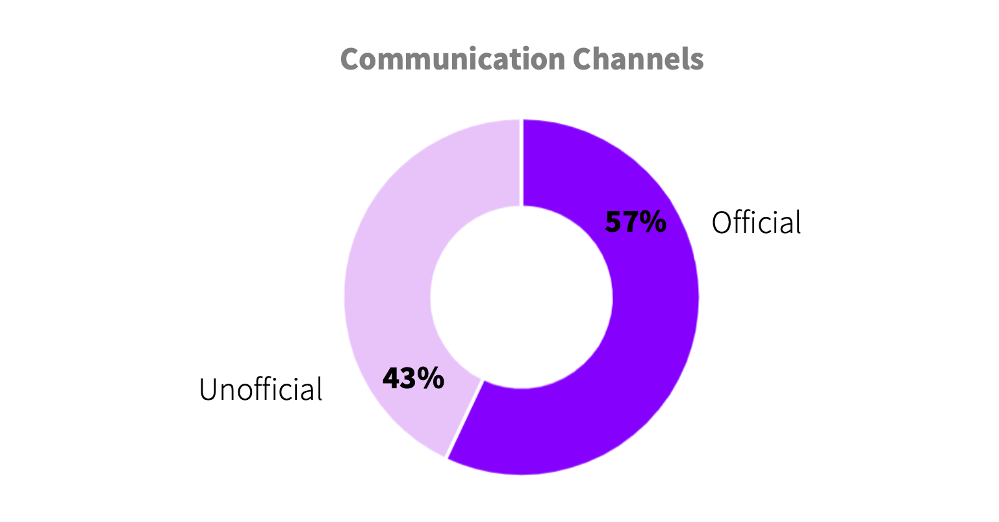 Communication Channels
57%
Official
43%
Unofficial